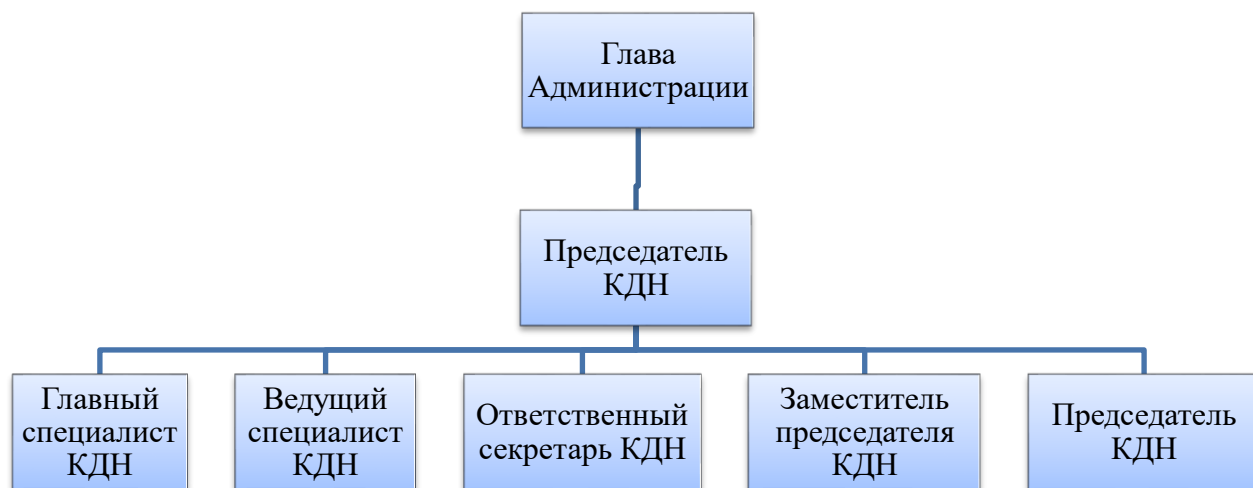 Глава
Администрации
Председатель
КДН
Главный
специалист
КДН
Ведущий
специалист
КДН
Ответственный
секретарь КДН
Заместитель
председателя
КДН
Председатель
КДН